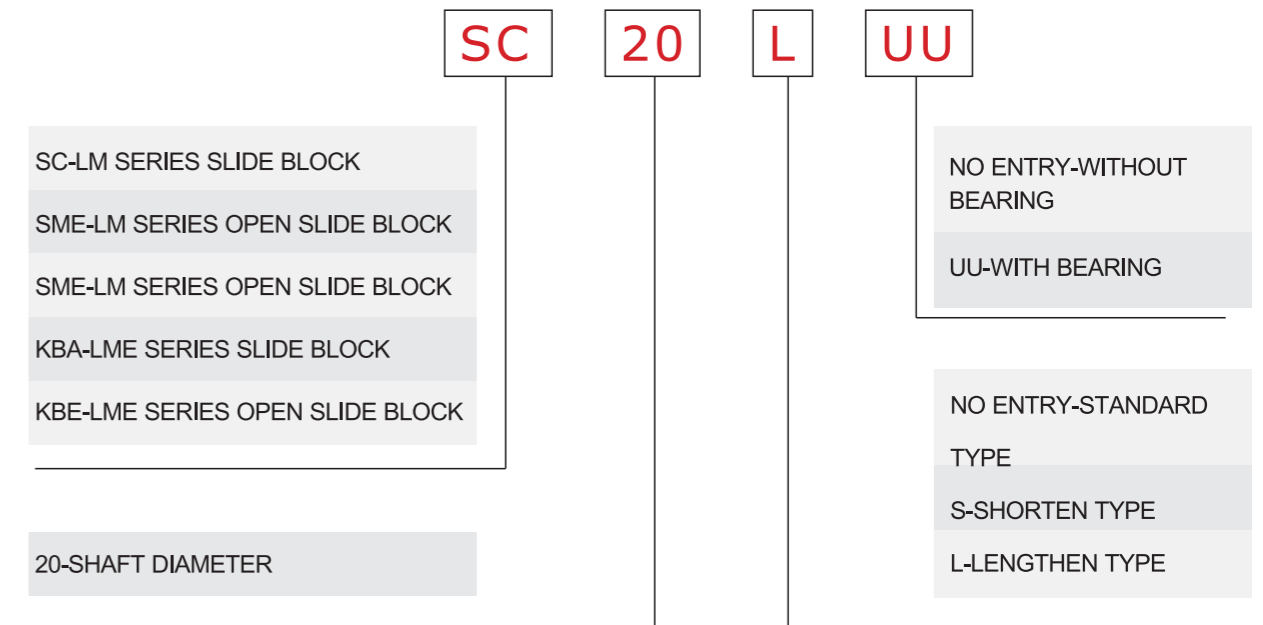 SC 20 L UU
SC-LM SERIES SLIDE BLOCK
SME-LM SERIES OPEN SLIDE BLOCK
SME-LM SERIES OPEN SLIDE BLOCK
KBA-LME SERIES SLIDE BLOCK
KBE-LME SERIES OPEN SLIDE BLOCK
20-SHAFT DIAMETER
NO ENTRY-WITHOUT
BEARING
UU-WITH BEARING
NO ENTRY-STANDARD
TYPE
S-SHORTEN TYPE
L-LENGTHEN TYPE